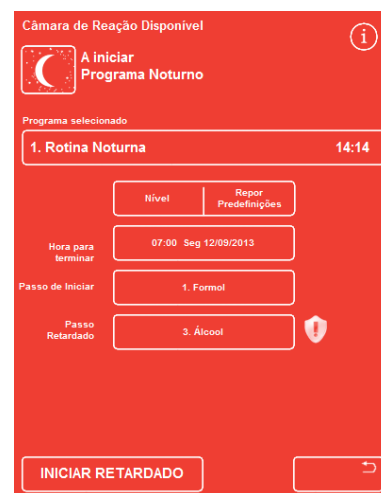 Câmara de Reação Disponível
A iniciar
Programa Noturno
Programa selecionado
1. Rotina Noturna 14:14
Nível
Repor
Predefinições
Hora para
terminar
07:00 Seg 12/09/2013
Passo de Iniciar
1. Formol
Passo
Retardado
3. Álcool
INICIAR RETARDADO